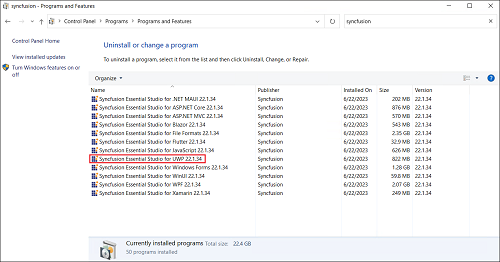 syncfusion - Programs and Features
Control Panel > Programs > Programs and Features
syncfusion
Control Panel Home
View installed updates
Turn Windows features on or off
Uninstall or change a program
To uninstall a program, select it from the list and then click Uninstall, Change, or Repair.
Organize
Name Publisher Installed On Size Version
Syncfusion Essential Studio for .NET MAUI 22.1.34 Syncfusion 6/22/2023 202 MB 22.1.34
Syncfusion Essential Studio for ASP.NET Core 22.1.34 Syncfusion 6/22/2023 876 MB 22.1.34
Syncfusion Essential Studio for ASP.NET MVC 22.1.34 Syncfusion 6/22/2023 570 MB 22.1.34
Syncfusion Essential Studio for Blazor 22.1.34 Syncfusion 6/22/2023 543 MB 22.1.34
Syncfusion Essential Studio for File Formats 22.1.34 Syncfusion 6/22/2023 2.35 GB 22.1.34
Syncfusion Essential Studio for Flutter 22.1.34 Syncfusion 6/22/2023 32.9 MB 22.1.34
Syncfusion Essential Studio for JavaScript 22.1.34 Syncfusion 6/22/2023 626 MB 22.1.34
Syncfusion Essential Studio for UWP 22.1.34 Syncfusion 6/22/2023 822 MB 22.1.34
Syncfusion Essential Studio for Windows Forms 22.1.34 Syncfusion 6/22/2023 1.28 GB 22.1.34
Syncfusion Essential Studio for WinUI 22.1.34 Syncfusion 6/22/2023 59.8 MB 22.1.34
Syncfusion Essential Studio for WPF 22.1.34 Syncfusion 6/22/2023 2.07 GB 22.1.34
Syncfusion Essential Studio for Xamarin 22.1.34 Syncfusion 6/22/2023 249 MB 22.1.34
Currently installed programs Total size: 22.4 GB
50 programs installed